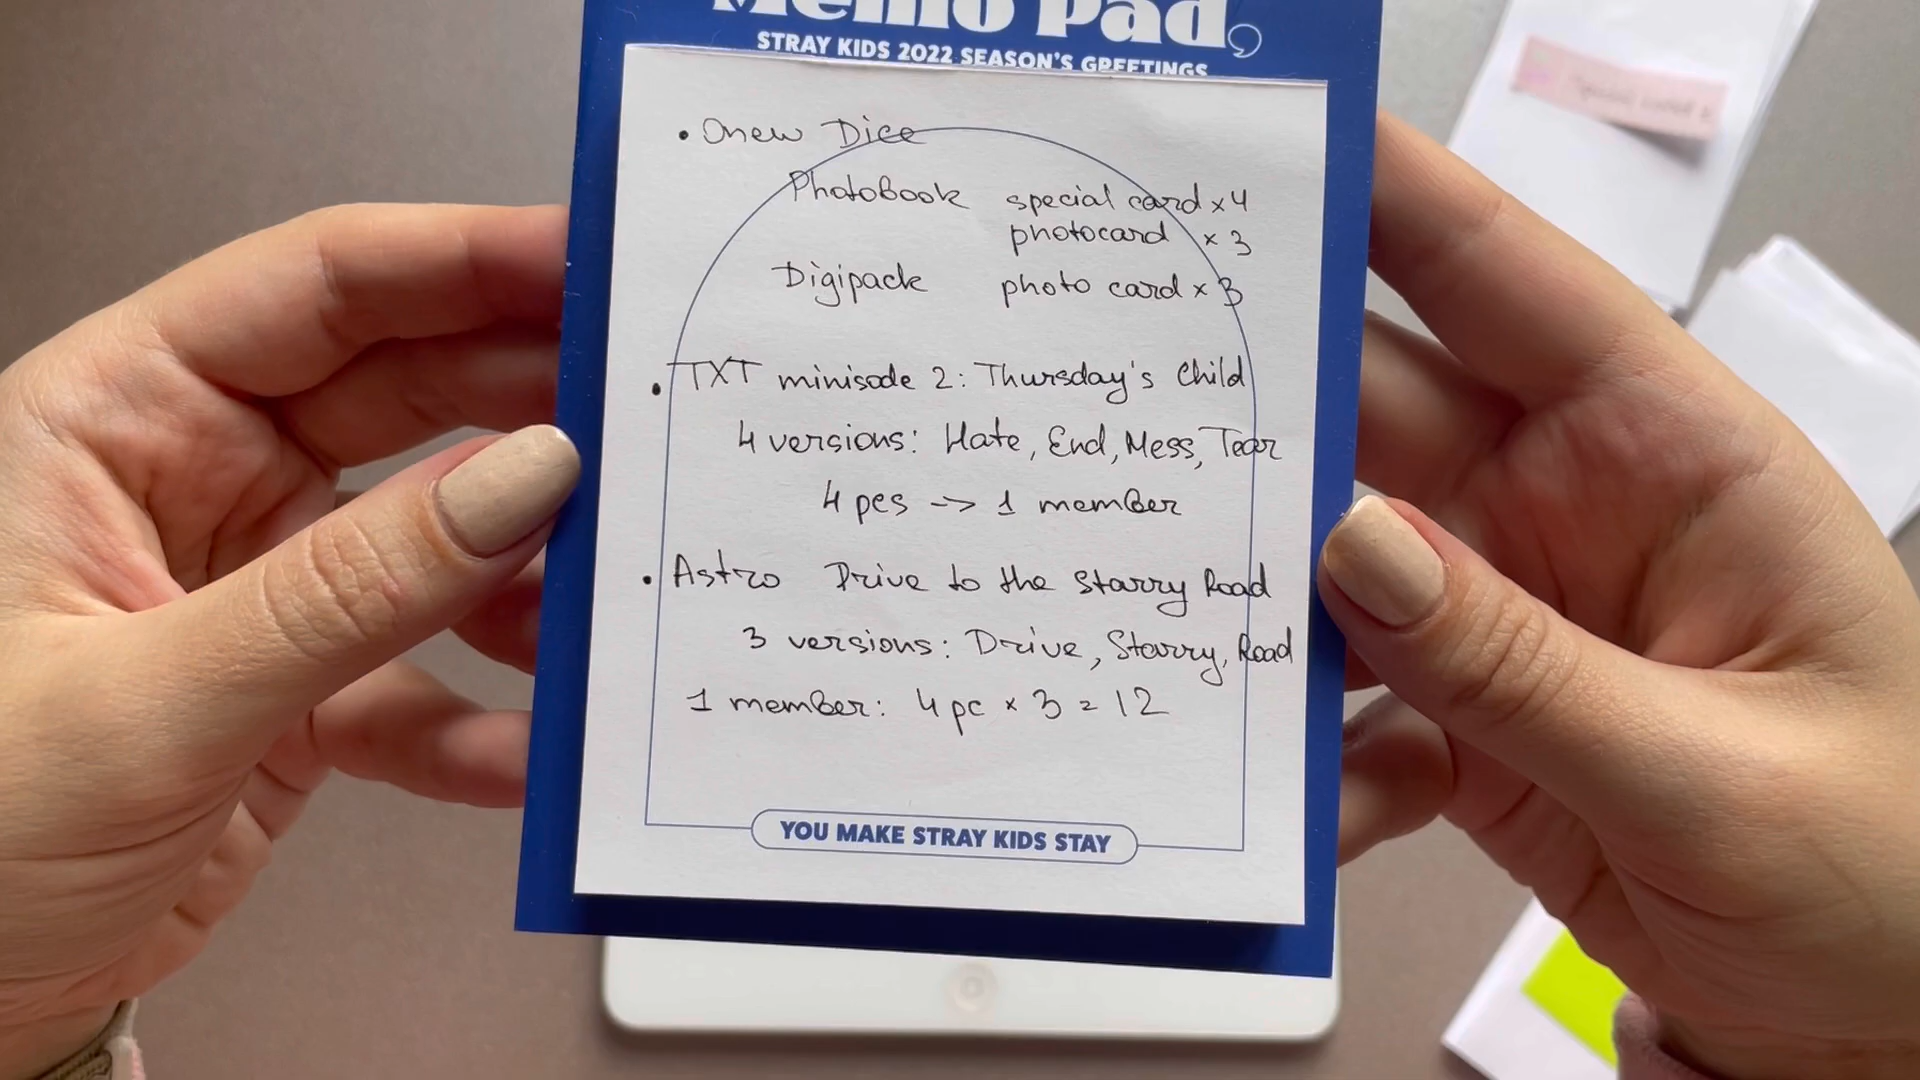 Memo Pad,
STRAY KIDS 2022 SEASON'S GREETINGS
• Onew Dice
PhotoBook special card x 4
photocard x 3
Digipack photo card x 3
• TXT minisode 2: Thursday's Child
4 versions: Hate, End, Mess, Tear
4 pcs -> 1 member
• Astro Drive to the Starry Road
3 versions: Drive, Starry, Road
1 member: 4 pc x 3 = 12
YOU MAKE STRAY KIDS STAY